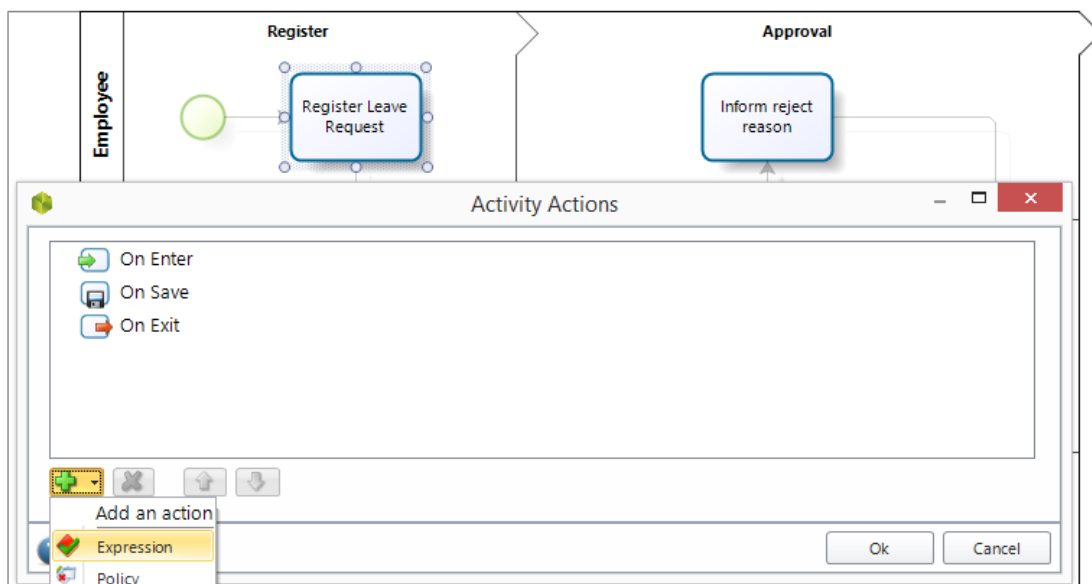 Register
Approval
Employee
Register Leave
Request
Inform reject
reason
Activity Actions
On Enter
On Save
On Exit
Add an action
Expression
Policy
Ok
Cancel